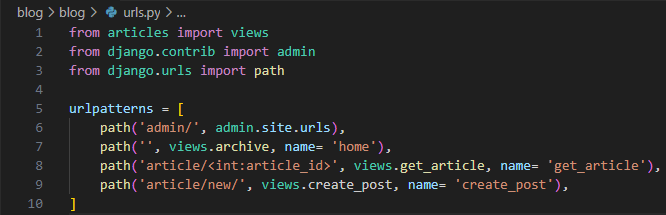 blog > blog > urls.py > ...
1 from articles import views
2 from django.contrib import admin
3 from django.urls import path
4
5 urlpatterns = [
6     path('admin/', admin.site.urls),
7     path('', views.archive, name= 'home'),
8     path('article/<int:article_id>', views.get_article, name= 'get_article'),
9     path('article/new/', views.create_post, name= 'create_post'),
10 ]